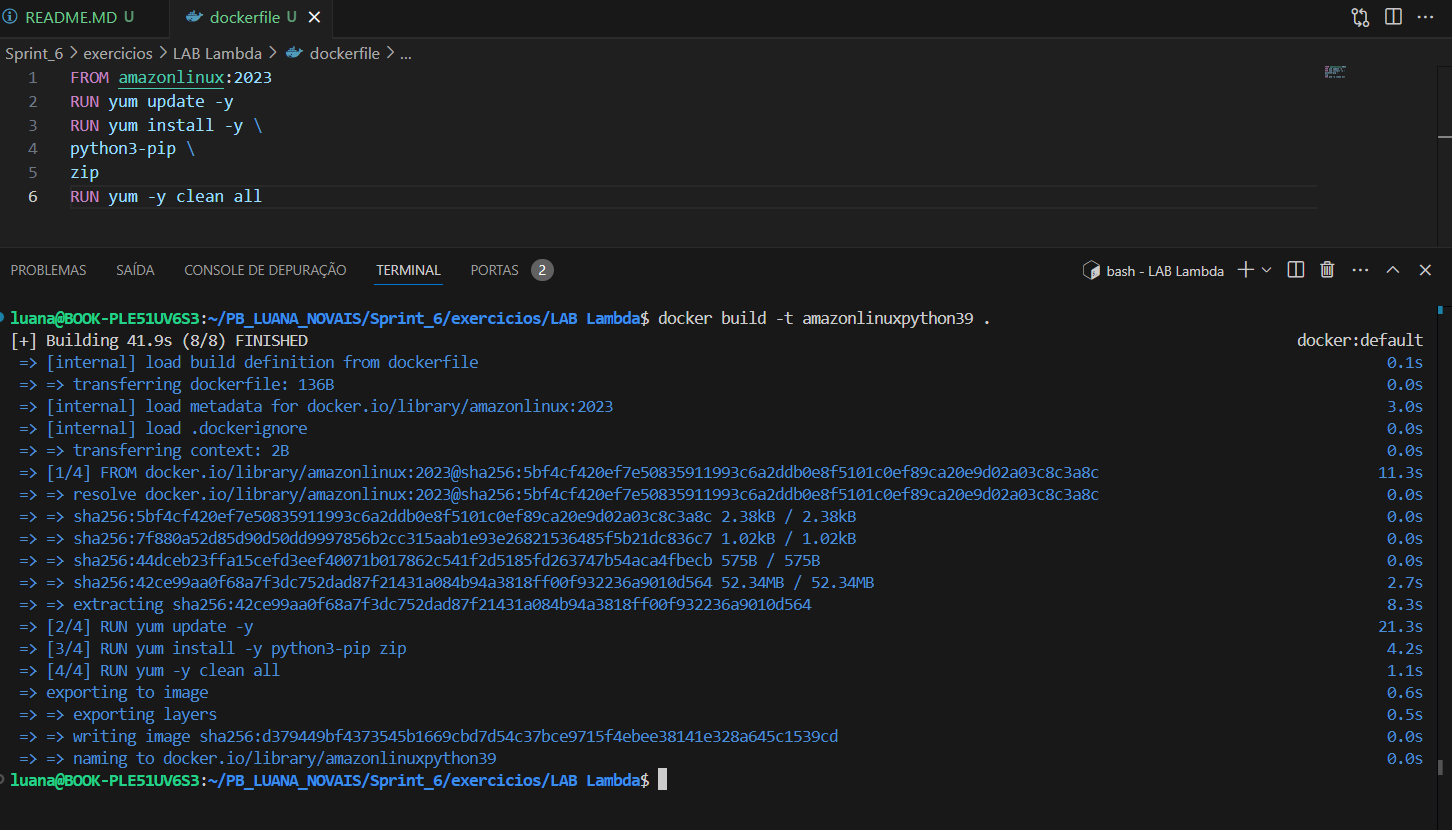 README.MD U dockerfile U
Sprint_6 > exercicios > LAB Lambda > dockerfile > ...
1 FROM amazonlinux:2023
2 RUN yum update -y
3 RUN yum install -y \
4 python3-pip \
5 zip
6 RUN yum -y clean all
PROBLEMAS SAÍDA CONSOLE DE DEPURAÇÃO TERMINAL PORTAS 2 bash - LAB Lambda
luana@BOOK-PLE51UV6S3:~/PB_LUANA_NOVAIS/Sprint_6/exercicios/LAB Lambda$ docker build -t amazonlinuxpython39 .
[+] Building 41.9s (8/8) FINISHED docker:default
=> [internal] load build definition from dockerfile 0.1s
=> => transferring dockerfile: 136B 0.0s
=> [internal] load metadata for docker.io/library/amazonlinux:2023 3.0s
=> [internal] load .dockerignore 0.0s
=> => transferring context: 2B 0.0s
=> [1/4] FROM docker.io/library/amazonlinux:2023@sha256:5bf4cf420ef7e50835911993c6a2ddb0e8f5101c0ef89ca20e9d02a03c8c3a8c 11.3s
=> => resolve docker.io/library/amazonlinux:2023@sha256:5bf4cf420ef7e50835911993c6a2ddb0e8f5101c0ef89ca20e9d02a03c8c3a8c 0.0s
=> => sha256:5bf4cf420ef7e50835911993c6a2ddb0e8f5101c0ef89ca20e9d02a03c8c3a8c 2.38kB / 2.38kB 0.0s
=> => sha256:7f880a52d85d90d50dd9997856b2cc315aab1e93e26821536485f5b21dc836c7 1.02kB / 1.02kB 0.0s
=> => sha256:44dceb23ffa15cefd3eef40071b017862c541f2d5185fd263747b54aca4fbecb 575B / 575B 0.0s
=> => sha256:42ce99aa0f68a7f3dc752dad87f21431a084b94a3818ff00f932236a9010d564 52.34MB / 52.34MB 2.7s
=> => extracting sha256:42ce99aa0f68a7f3dc752dad87f21431a084b94a3818ff00f932236a9010d564 8.3s
=> [2/4] RUN yum update -y 21.3s
=> [3/4] RUN yum install -y python3-pip zip 4.2s
=> [4/4] RUN yum -y clean all 1.1s
=> exporting to image 0.6s
=> => exporting layers 0.5s
=> => writing image sha256:d379449bf4373545b1669cbd7d54c37bce9715f4ebee38141e328a645c1539cd 0.0s
=> => naming to docker.io/library/amazonlinuxpython39 0.0s
luana@BOOK-PLE51UV6S3:~/PB_LUANA_NOVAIS/Sprint_6/exercicios/LAB Lambda$